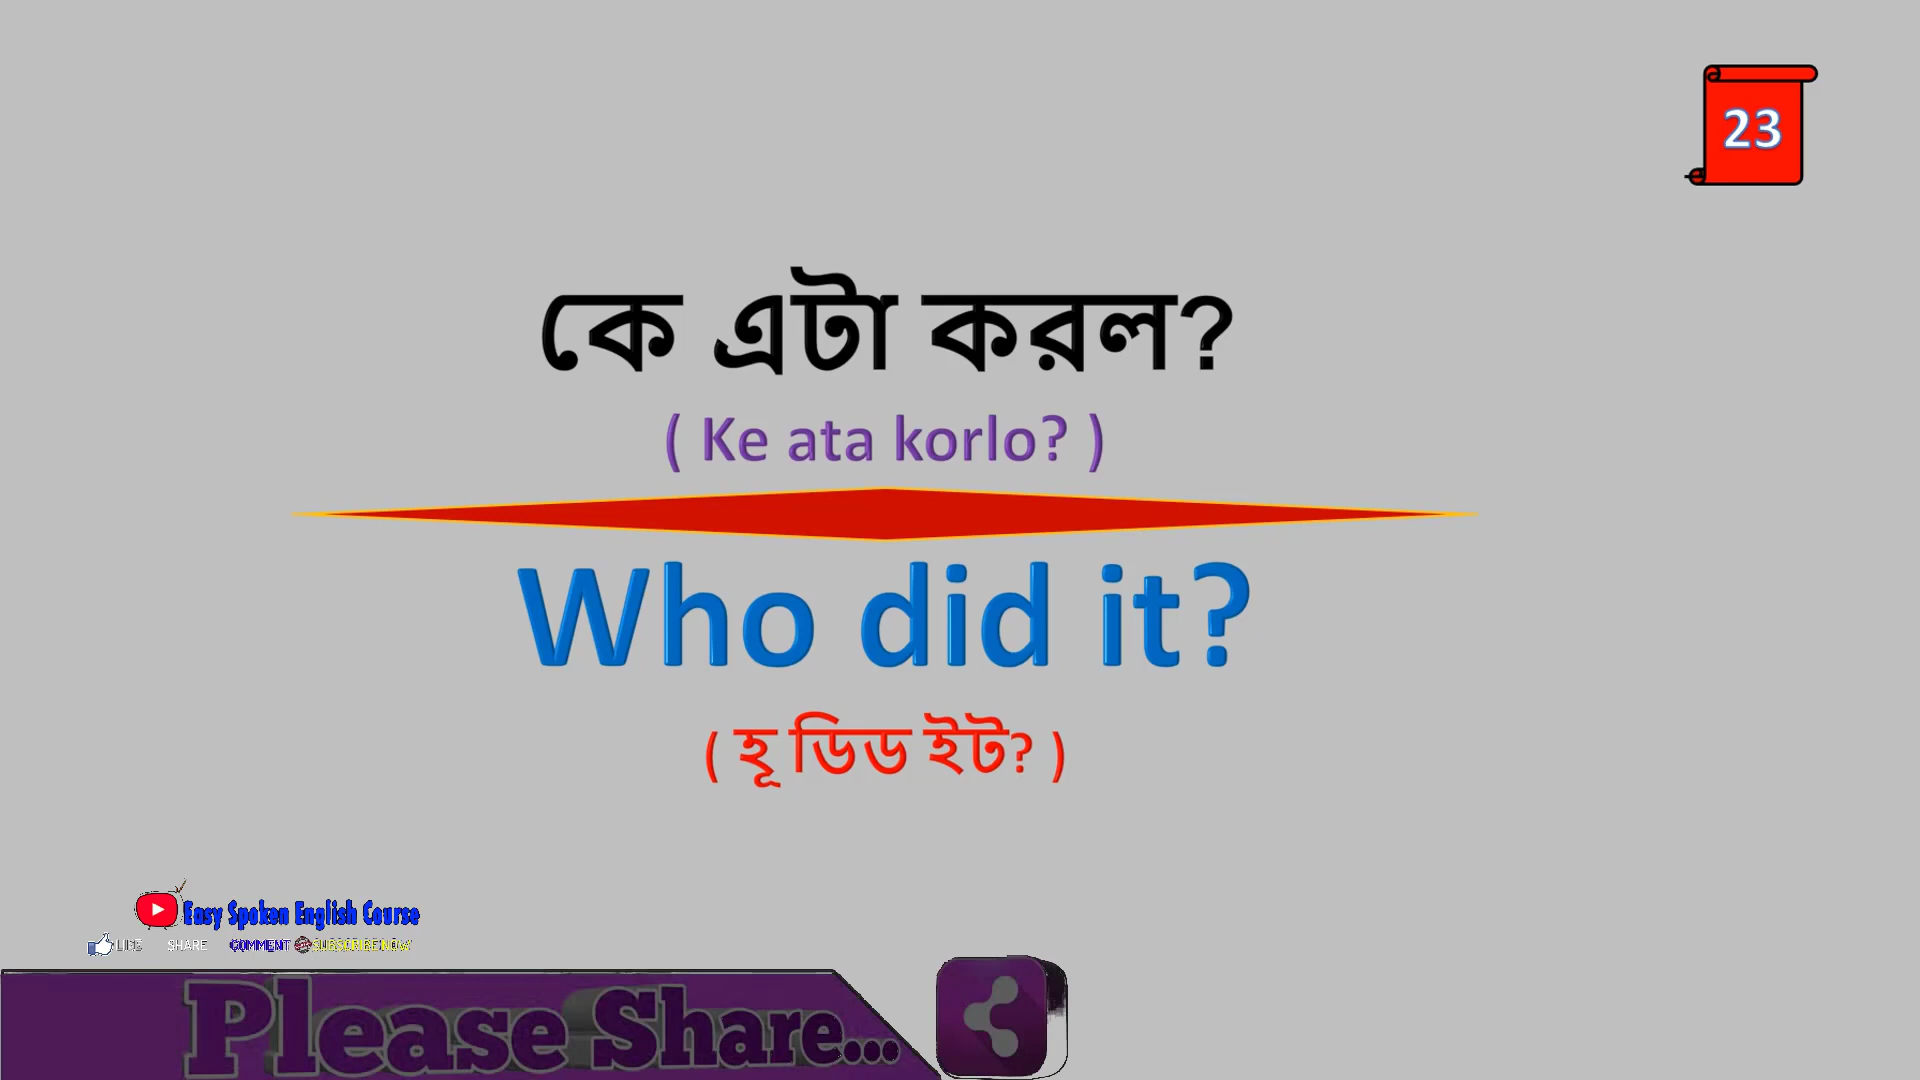 23
কে এটা করল?
( Ke ata korlo? )
Who did it?
( হূ ডিড ইট? )
Easy Spoken English Course
LIKE SHARE COMMENT SUBSCRIBE NOW
Please Share...